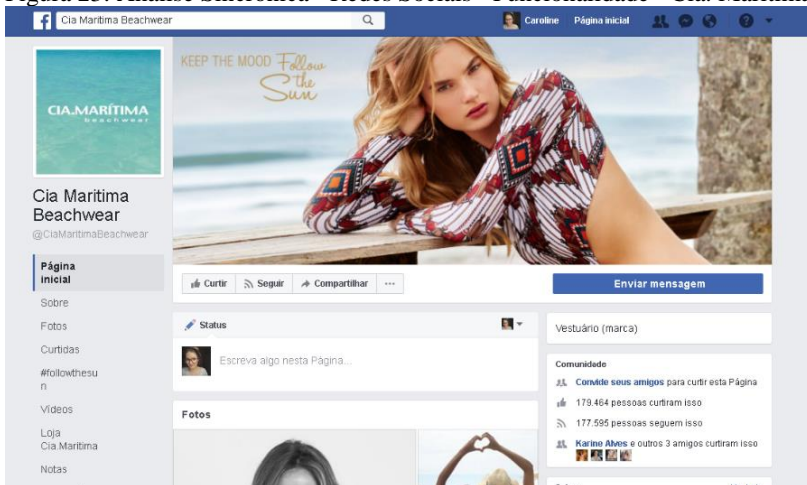 Cia Maritima Beachwear
Caroline Página inicial
KEEP THE MOOD Follow
the
Sun
CIA.MARÍTIMA
beachwear
Cia Maritima
Beachwear
@CiaMaritimaBeachwear
Página
inicial
Sobre
Fotos
Curtidas
#followthesu
n
Vídeos
Loja
Cia.Maritima
Notas
Curtir Seguir Compartilhar ...
Enviar mensagem
Status
Escreva algo nesta Página...
Fotos
Vestuário (marca)
Comunidade
Convide seus amigos para curtir esta Página
179.464 pessoas curtiram isso
177.595 pessoas seguem isso
Karine Alves e outros 3 amigos curtiram isso